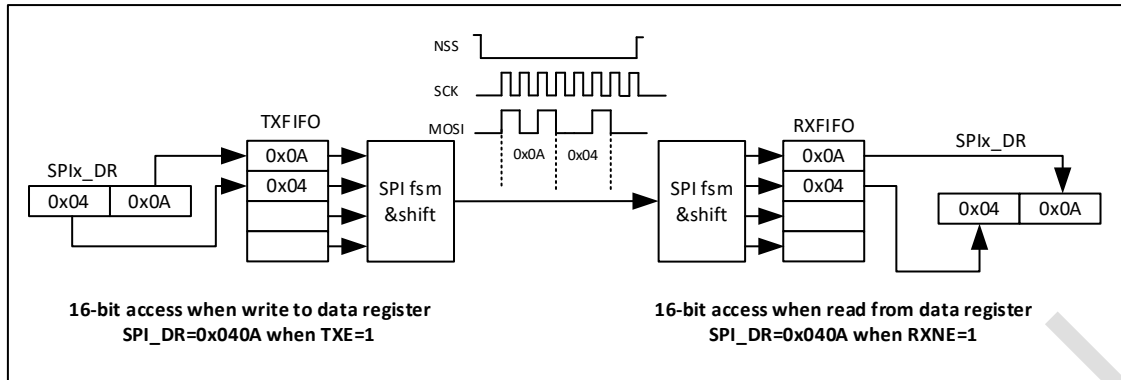 NSS
SCK
MOSI
0x0A 0x04
TXFIFO
0x0A
0x04
SPIx_DR
0x04 0x0A
SPI fsm
&shift
SPI fsm
&shift
RXFIFO
0x0A
0x04
SPIx_DR
0x04 0x0A
16-bit access when write to data register
SPI_DR=0x040A when TXE=1
16-bit access when read from data register
SPI_DR=0x040A when RXNE=1